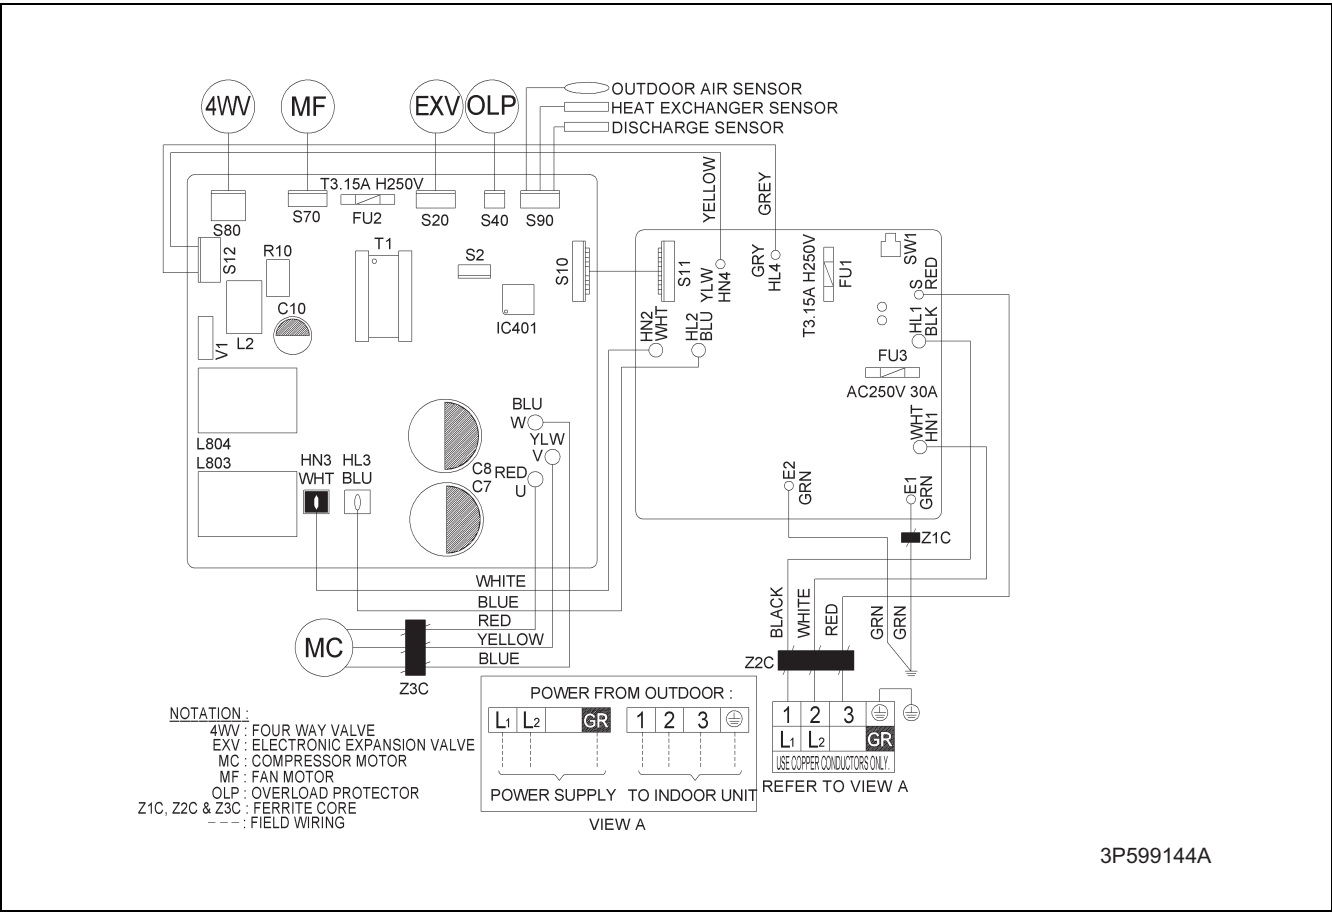 4WV
MF
EXV
OLP
OUTDOOR AIR SENSOR
HEAT EXCHANGER SENSOR
DISCHARGE SENSOR
YELLOW
GREY
T3.15A H250V
S80
S70
FU2
S20
S40
S90
S12
R10
T1
S2
S10
S11
YLW
HN4
GRY
HL4
T3.15A H250V
FU1
SW1
S
RED
C10
IC401
V1
L2
HN2
WHT
HL2
BLU
HL1
BLK
FU3
AC250V 30A
WHT
HN1
BLU
W
YLW
V
L804
L803
HN3
WHT
HL3
BLU
C8
C7
RED
U
E2
GRN
E1
GRN
Z1C
WHITE
BLUE
RED
YELLOW
BLUE
MC
Z3C
BLACK
WHITE
RED
GRN
GRN
Z2C
POWER FROM OUTDOOR :
L1 L2 GR
1 2 3
POWER SUPPLY
TO INDOOR UNIT
VIEW A
1 2 3
L1 L2 GR
USE COPPER CONDUCTORS ONLY.
REFER TO VIEW A
NOTATION :
4WV : FOUR WAY VALVE
EXV : ELECTRONIC EXPANSION VALVE
MC : COMPRESSOR MOTOR
MF : FAN MOTOR
OLP : OVERLOAD PROTECTOR
Z1C, Z2C & Z3C : FERRITE CORE
--- : FIELD WIRING
3P599144A